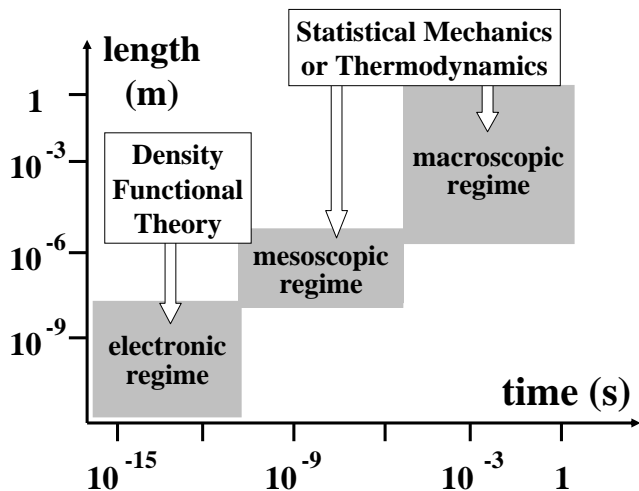 length
(m)
Statistical Mechanics
or Thermodynamics
1
10⁻³
10⁻⁶
10⁻⁹
Density
Functional
Theory
macroscopic
regime
mesoscopic
regime
electronic
regime
time (s)
10⁻¹⁵
10⁻⁹
10⁻³
1